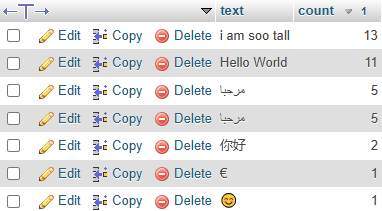 text count 1
Edit Copy Delete i am soo tall 13
Edit Copy Delete Hello World 11
Edit Copy Delete مرحبا 5
Edit Copy Delete مرحبا 5
Edit Copy Delete 你好 2
Edit Copy Delete € 1
Edit Copy Delete 😊 1